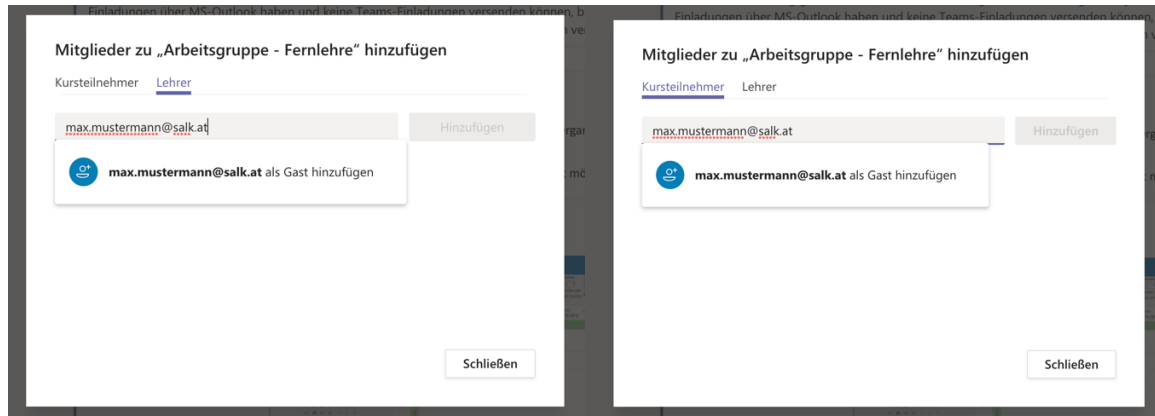 Einladungen über MS-Outlook haben und keine Teams-Einladungen versenden können, b
Mitglieder zu „Arbeitsgruppe - Fernlehre“ hinzufügen
Kursteilnehmer Lehrer
max.mustermann@salk.at Hinzufügen
max.mustermann@salk.at als Gast hinzufügen
Schließen
Einladungen über MS-Outlook haben und keine Teams-Einladungen versenden können,
Mitglieder zu „Arbeitsgruppe - Fernlehre“ hinzufügen
Kursteilnehmer Lehrer
max.mustermann@salk.at Hinzufügen
max.mustermann@salk.at als Gast hinzufügen
Schließen